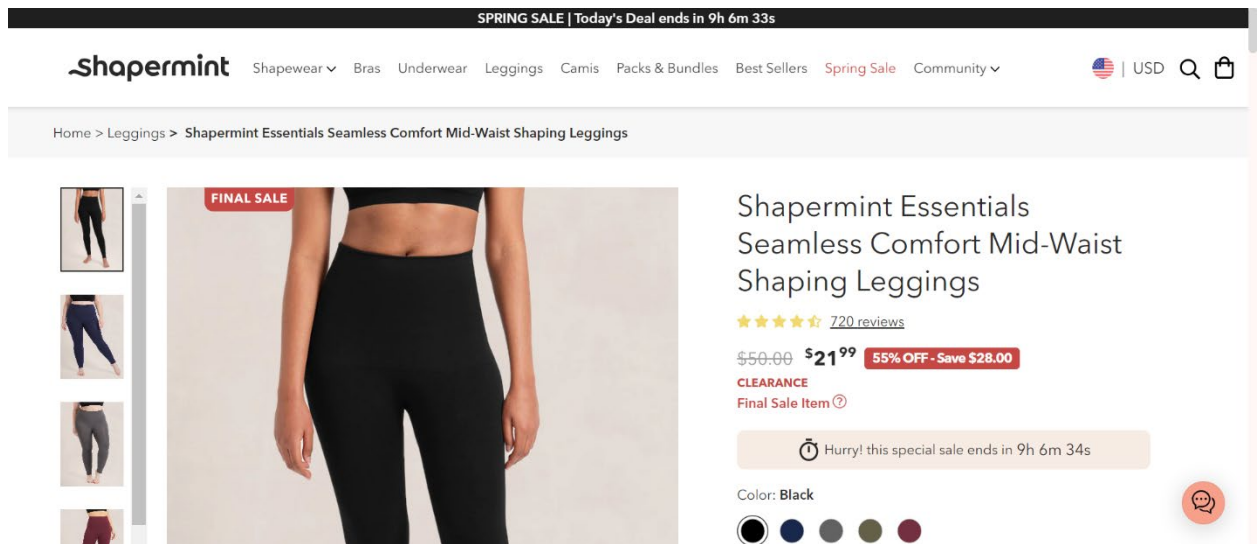 SPRING SALE | Today's Deal ends in 9h 6m 33s
Shapermint Shapewear Bras Underwear Leggings Camis Packs & Bundles Best Sellers Spring Sale Community | USD
Home > Leggings > Shapermint Essentials Seamless Comfort Mid-Waist Shaping Leggings
FINAL SALE
Shapermint Essentials
Seamless Comfort Mid-Waist
Shaping Leggings
720 reviews
$50.00 $2199 55% OFF - Save $28.00
CLEARANCE
Final Sale Item ?
Hurry! this special sale ends in 9h 6m 34s
Color: Black